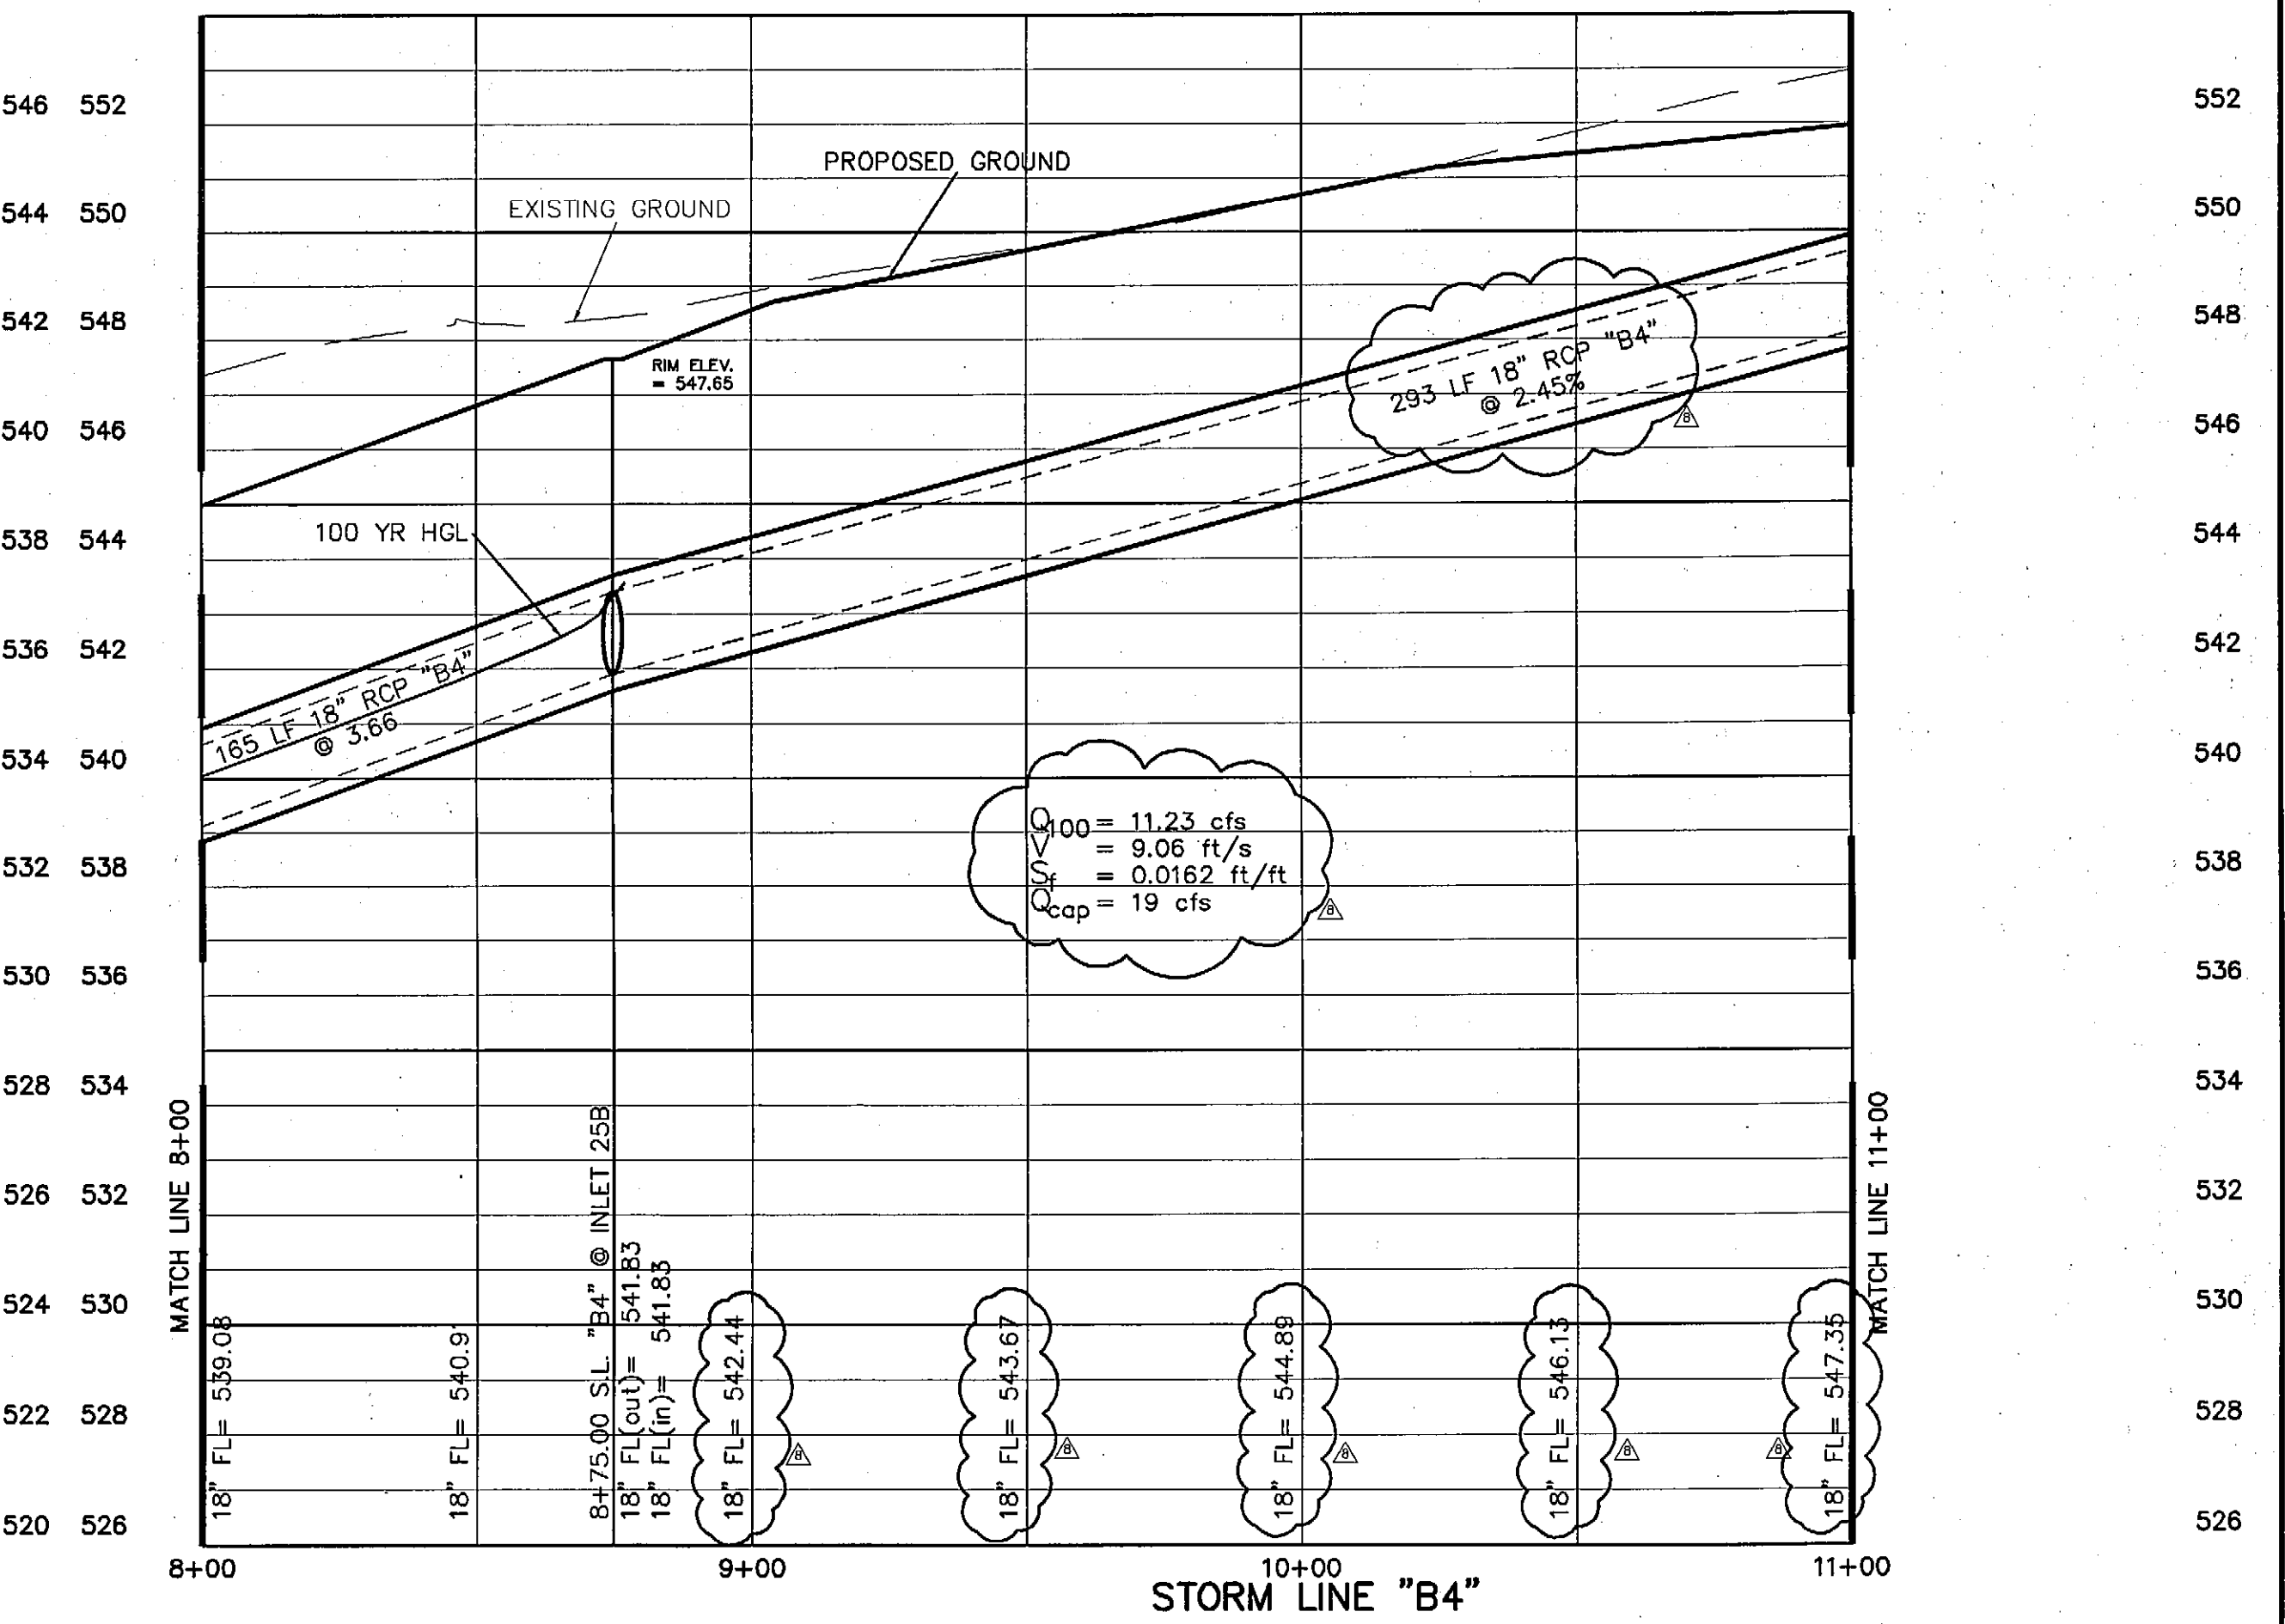 546 552
544 550
542 548
540 546
538 544
536 542
534 540
532 538
530 536
528 534
526 532
524 530
522 528
520 526
552
550
548
546
544
542
540
538
536
534
532
530
528
526
PROPOSED GROUND
EXISTING GROUND
RIM ELEV.
= 547.65
100 YR HGL
293 LF 18" RCP "B4"
@ 2.45%
8
165 LF 18" RCP "B4"
@ 3.66
Q100 = 11.23 cfs
V = 9.06 ft/s
Sf = 0.0162 ft/ft
Qcap = 19 cfs
8
MATCH LINE 8+00
18" FL= 539.08
18" FL= 540.9
8+75.00 S.L. "B4" @ INLET 25B
18" FL(out)= 541.83
18" FL(in)= 541.83
18" FL= 542.44
8
18" FL= 543.67
8
18" FL= 544.89
8
18" FL= 546.13
8
8
18" FL= 547.35
MATCH LINE 11+00
8+00 9+00 10+00 11+00
STORM LINE "B4"